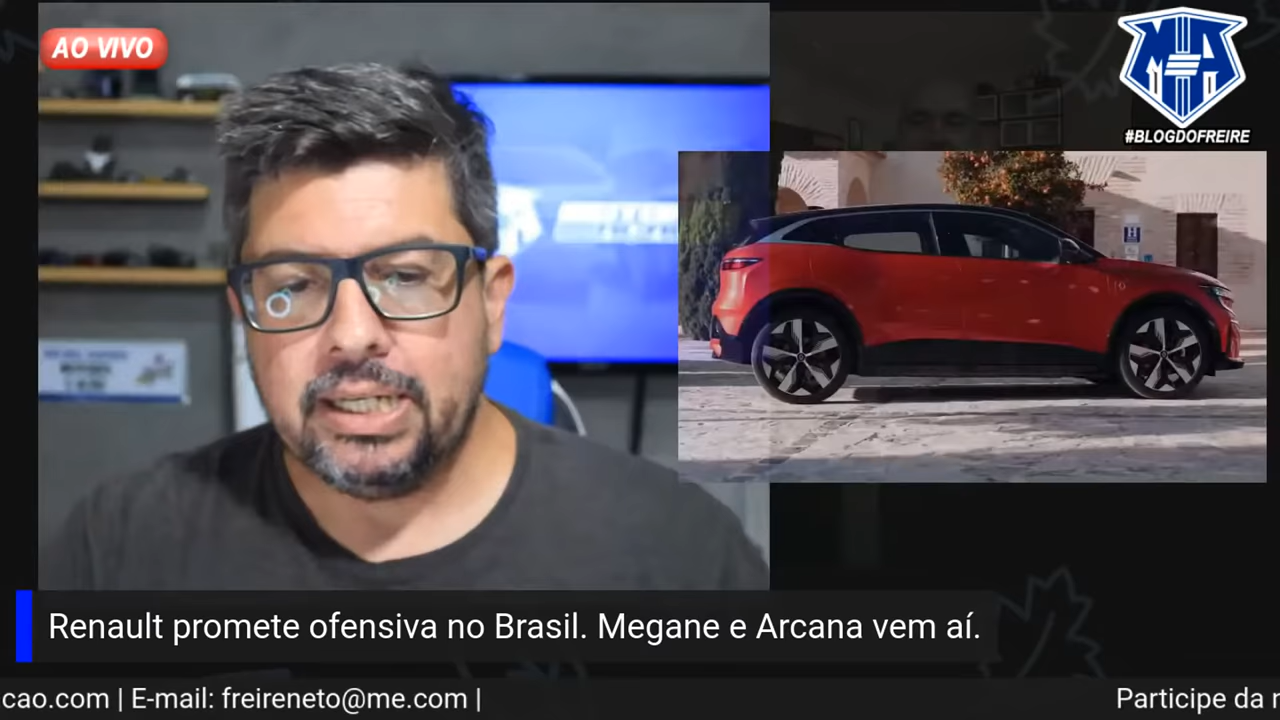 AO VIVO
MA
#BLOGDOFREIRE
Renault promete ofensiva no Brasil. Megane e Arcana vem aí.
cao.com | E-mail: freireneto@me.com |
Participe da